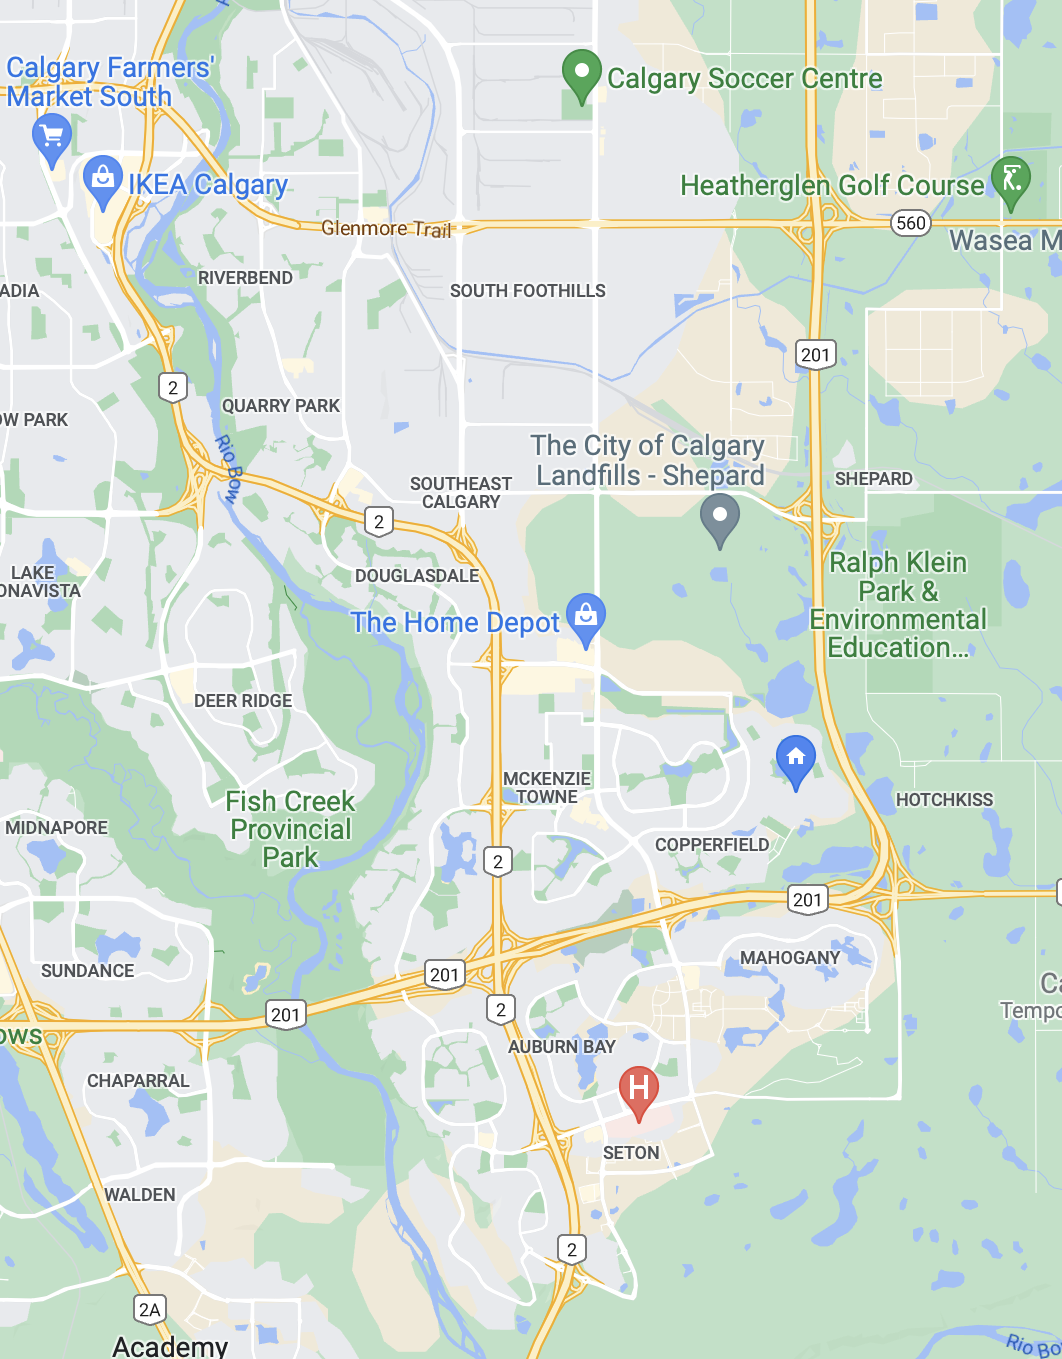 Calgary Farmers'
Market South
Calgary Soccer Centre
IKEA Calgary
Heatherglen Golf Course
Glenmore Trail
560
Wasea M
RIVERBEND
ADIA
SOUTH FOOTHILLS
201
2
QUARRY PARK
OW PARK
Rio Bow
The City of Calgary
Landfills - Shepard
SHEPARD
SOUTHEAST
CALGARY
2
LAKE
ONAVISTA
DOUGLASDALE
Ralph Klein
Park &
Environmental
Education...
The Home Depot
DEER RIDGE
MCKENZIE
TOWNE
HOTCHKISS
Fish Creek
Provincial
Park
MIDNAPORE
COPPERFIELD
2
201
SUNDANCE
201
MAHOGANY
Ca
Tempo
201
2
OWS
AUBURN BAY
CHAPARRAL
H
SETON
WALDEN
2
2A
Academy
Rio Bo